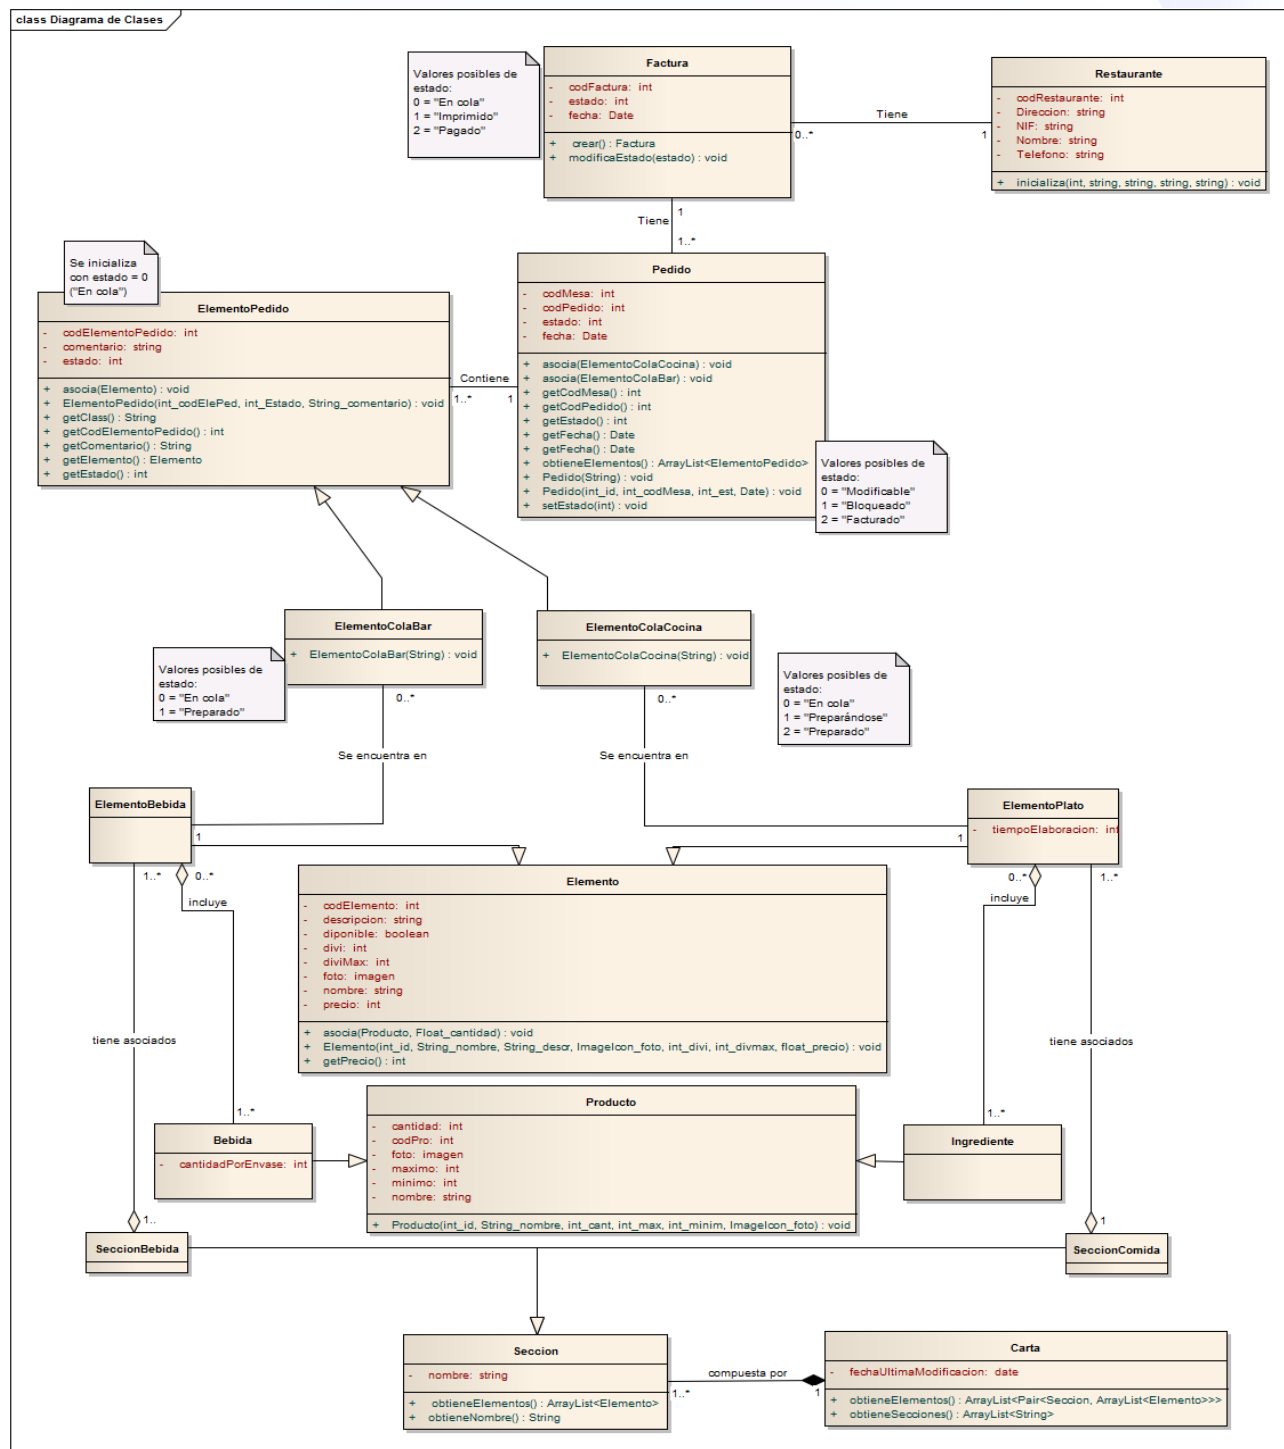 class Diagrama de Clases
Valores posibles de
estado:
0 = "En cola"
1 = "Imprimido"
2 = "Pagado"
Factura
- codFactura: int
- estado: int
- fecha: Date
+ crear() : Factura
+ modificaEstado(estado) : void
Tiene
0..*
1
Restaurante
- codRestaurante: int
- Direccion: string
- NIF: string
- Nombre: string
- Telefono: string
+ inicializa(int, string, string, string, string) : void
1
Tiene
1..*
Se inicializa
con estado = 0
("En cola")
ElementoPedido
- codElementoPedido: int
- comentario: string
- estado: int
+ asocia(Elemento) : void
+ ElementoPedido(int_codElePed, int_Estado, String_comentario) : void
+ getClass() : String
+ getCodElementoPedido() : int
+ getComentario() : String
+ getElemento() : Elemento
+ getEstado() : int
Contiene
1..*
1
Pedido
- codMesa: int
- codPedido: int
- estado: int
- fecha: Date
+ asocia(ElementoColaCocina) : void
+ asocia(ElementoColaBar) : void
+ getCodMesa() : int
+ getCodPedido() : int
+ getEstado() : int
+ getFecha() : Date
+ getFecha() : Date
+ obtieneElementos() : ArrayList<ElementoPedido>
+ Pedido(String) : void
+ Pedido(int_id, int_codMesa, int_est, Date) : void
+ setEstado(int) : void
Valores posibles de
estado:
0 = "Modificable"
1 = "Bloqueado"
2 = "Facturado"
ElementoColaBar
+ ElementoColaBar(String) : void
ElementoColaCocina
+ ElementoColaCocina(String) : void
Valores posibles de
estado:
0 = "En cola"
1 = "Preparado"
Valores posibles de
estado:
0 = "En cola"
1 = "Preparándose"
2 = "Preparado"
0..*
0..*
Se encuentra en
Se encuentra en
ElementoBebida
ElementoPlato
- tiempoElaboracion: int
1
1
1..*
0..*
incluye
0..*
1..*
incluye
Elemento
- codElemento: int
- descripcion: string
- diponible: boolean
- divi: int
- diviMax: int
- foto: imagen
- nombre: string
- precio: int
+ asocia(Producto, Float_cantidad) : void
+ Elemento(int_id, String_nombre, String_descr, ImageIcon_foto, int_divi, int_divmax, float_precio) : void
+ getPrecio() : int
tiene asociados
tiene asociados
1..*
1..*
Bebida
- cantidadPorEnvase: int
Producto
- cantidad: int
- codPro: int
- foto: imagen
- maximo: int
- minimo: int
- nombre: string
+ Producto(int_id, String_nombre, int_cant, int_max, int_minim, ImageIcon_foto) : void
Ingrediente
1..
1
SeccionBebida
SeccionComida
Seccion
- nombre: string
+ obtieneElementos() : ArrayList<Elemento>
+ obtieneNombre() : String
compuesta por
1..*
1
Carta
- fechaUltimaModificacion: date
+ obtieneElementos() : ArrayList<Pair<Seccion, ArrayList<Elemento>>>
+ obtieneSecciones() : ArrayList<String>